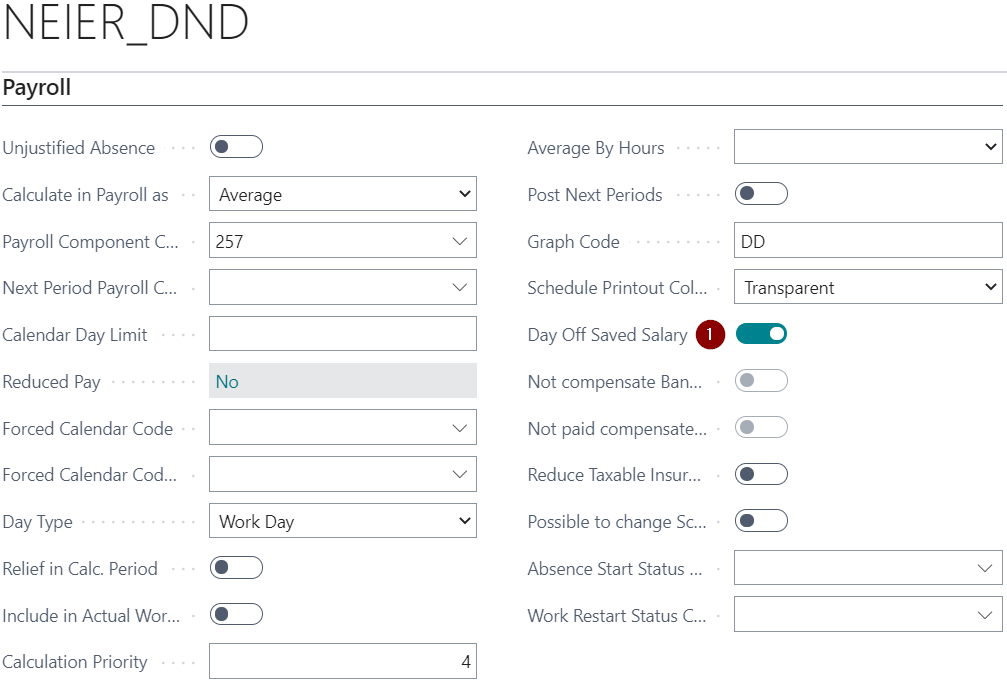 NEIER_DND
Payroll
Unjustified Absence
Calculate in Payroll as
Average
Payroll Component C...
257
Next Period Payroll C...
Calendar Day Limit
Reduced Pay
No
Forced Calendar Code
Forced Calendar Cod...
Day Type
Work Day
Relief in Calc. Period
Include in Actual Wor...
Calculation Priority
4
Average By Hours
Post Next Periods
Graph Code
DD
Schedule Printout Col...
Transparent
Day Off Saved Salary
1
Not compensate Ban...
Not paid compensate...
Reduce Taxable Insur...
Possible to change Sc...
Absence Start Status ...
Work Restart Status C...